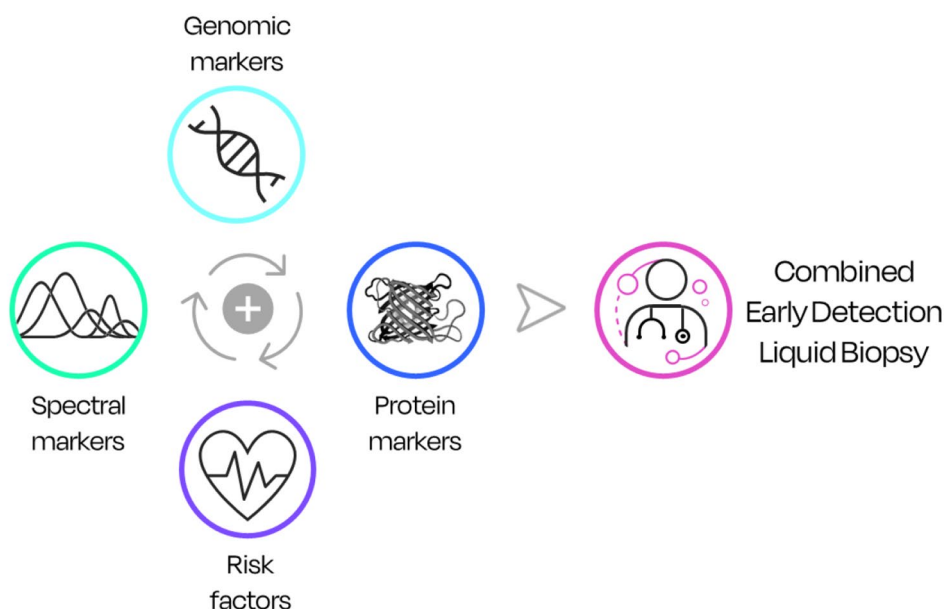 Genomic
markers
Spectral
markers
Protein
markers
Combined
Early Detection
Liquid Biopsy
Risk
factors